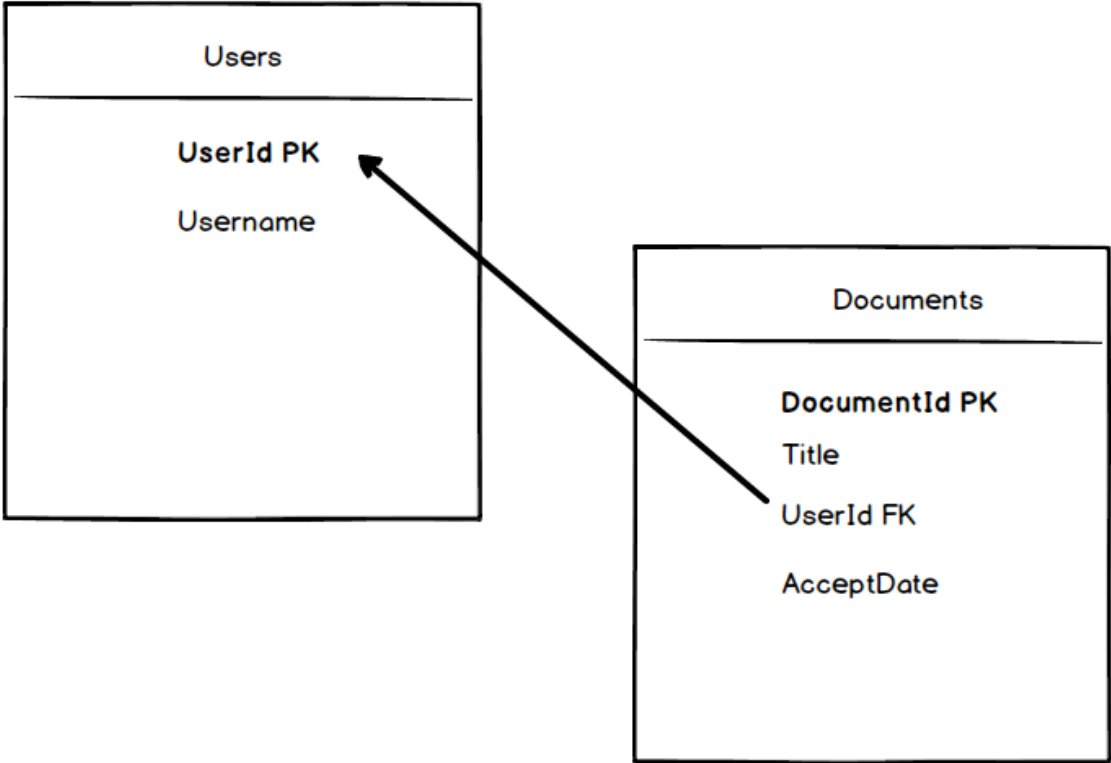 Users
UserId PK
Username
Documents
DocumentId PK
Title
UserId FK
AcceptDate